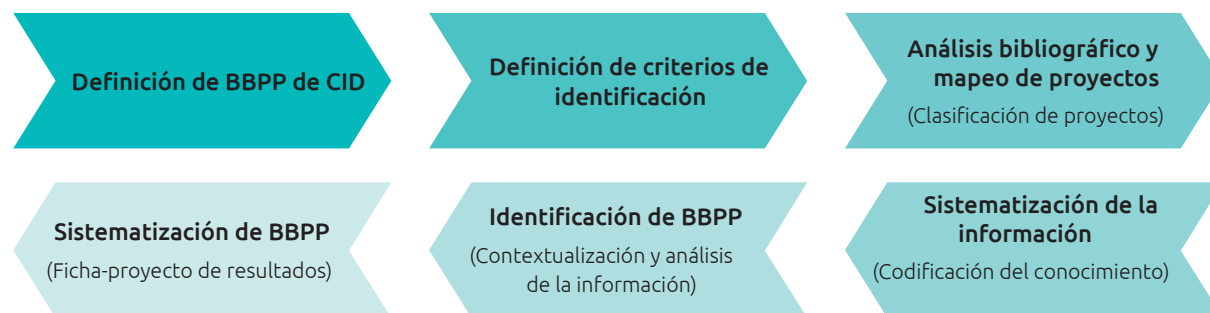 Definición de BBPP de CID
Definición de criterios de
identificación
Análisis bibliográfico y
mapeo de proyectos
(Clasificación de proyectos)
Sistematización de la
información
(Codificación del conocimiento)
Identificación de BBPP
(Contextualización y análisis
de la información)
Sistematización de BBPP
(Ficha-proyecto de resultados)